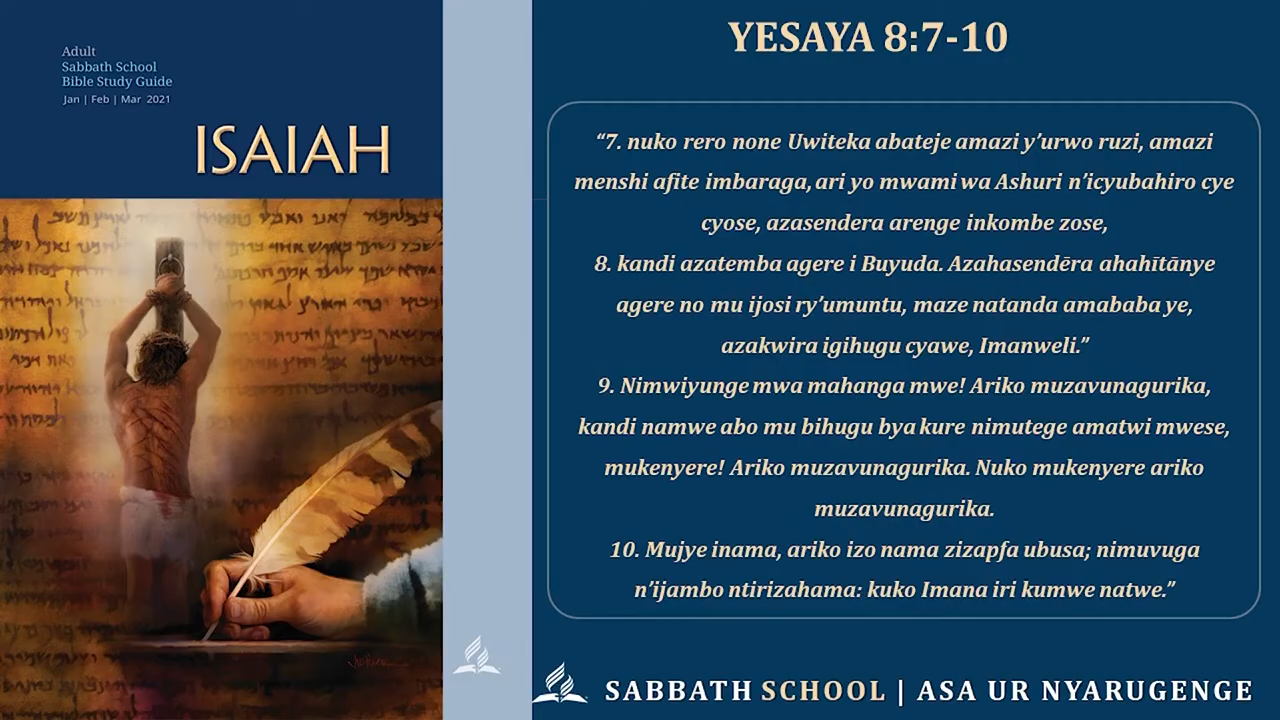 Adult
Sabbath School
Bible Study Guide
Jan | Feb | Mar 2021
ISAIAH
YESAYA 8:7-10
“7. nuko rero none Uwiteka abateje amazi y’urwo ruzi, amazi
menshi afite imbaraga, ari yo mwami wa Ashuri n’icyubahiro cye
cyose, azasendera arenge inkombe zose,
8. kandi azatemba agere i Buyuda. Azahasendēra ahahītānye
agere no mu ijosi ry’umuntu, maze natanda amababa ye,
azakwira igihugu cyawe, Imanweli.”
9. Nimwiyunge mwa mahanga mwe! Ariko muzavunagurika,
kandi namwe abo mu bihugu bya kure nimutege amatwi mwese,
mukenyere! Ariko muzavunagurika. Nuko mukenyere ariko
muzavunagurika.
10. Mujye inama, ariko izo nama zizapfa ubusa; nimuvuga
n’ijambo ntirizahama: kuko Imana iri kumwe natwe.”
SABBATH SCHOOL | ASA UR NYARUGENGE